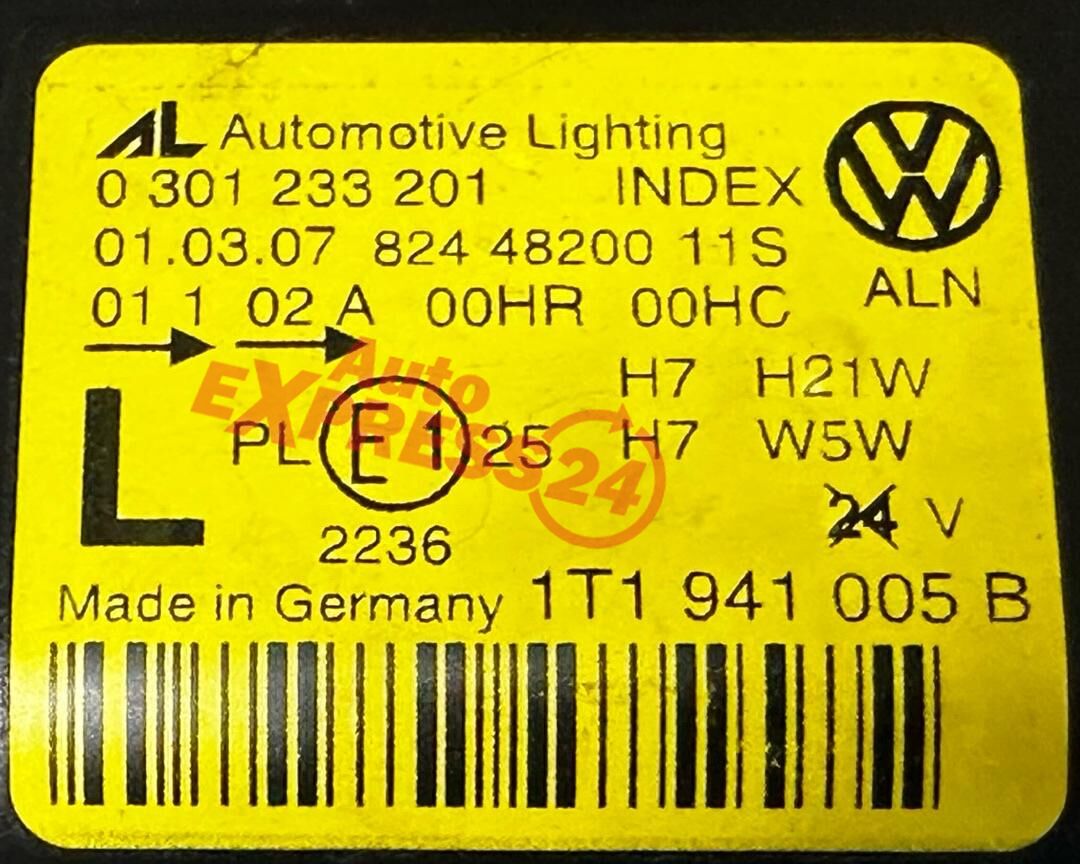 AL Automotive Lighting
0 301 233 201 INDEX
01.03.07 824 48200 11S
ALN
01 1 02 A 00HR 00HC
H7 H21W
L PL E1 25 H7 W5W
24 V
2236
Made in Germany 1T1 941 005 B
Auto
EXPRESS24